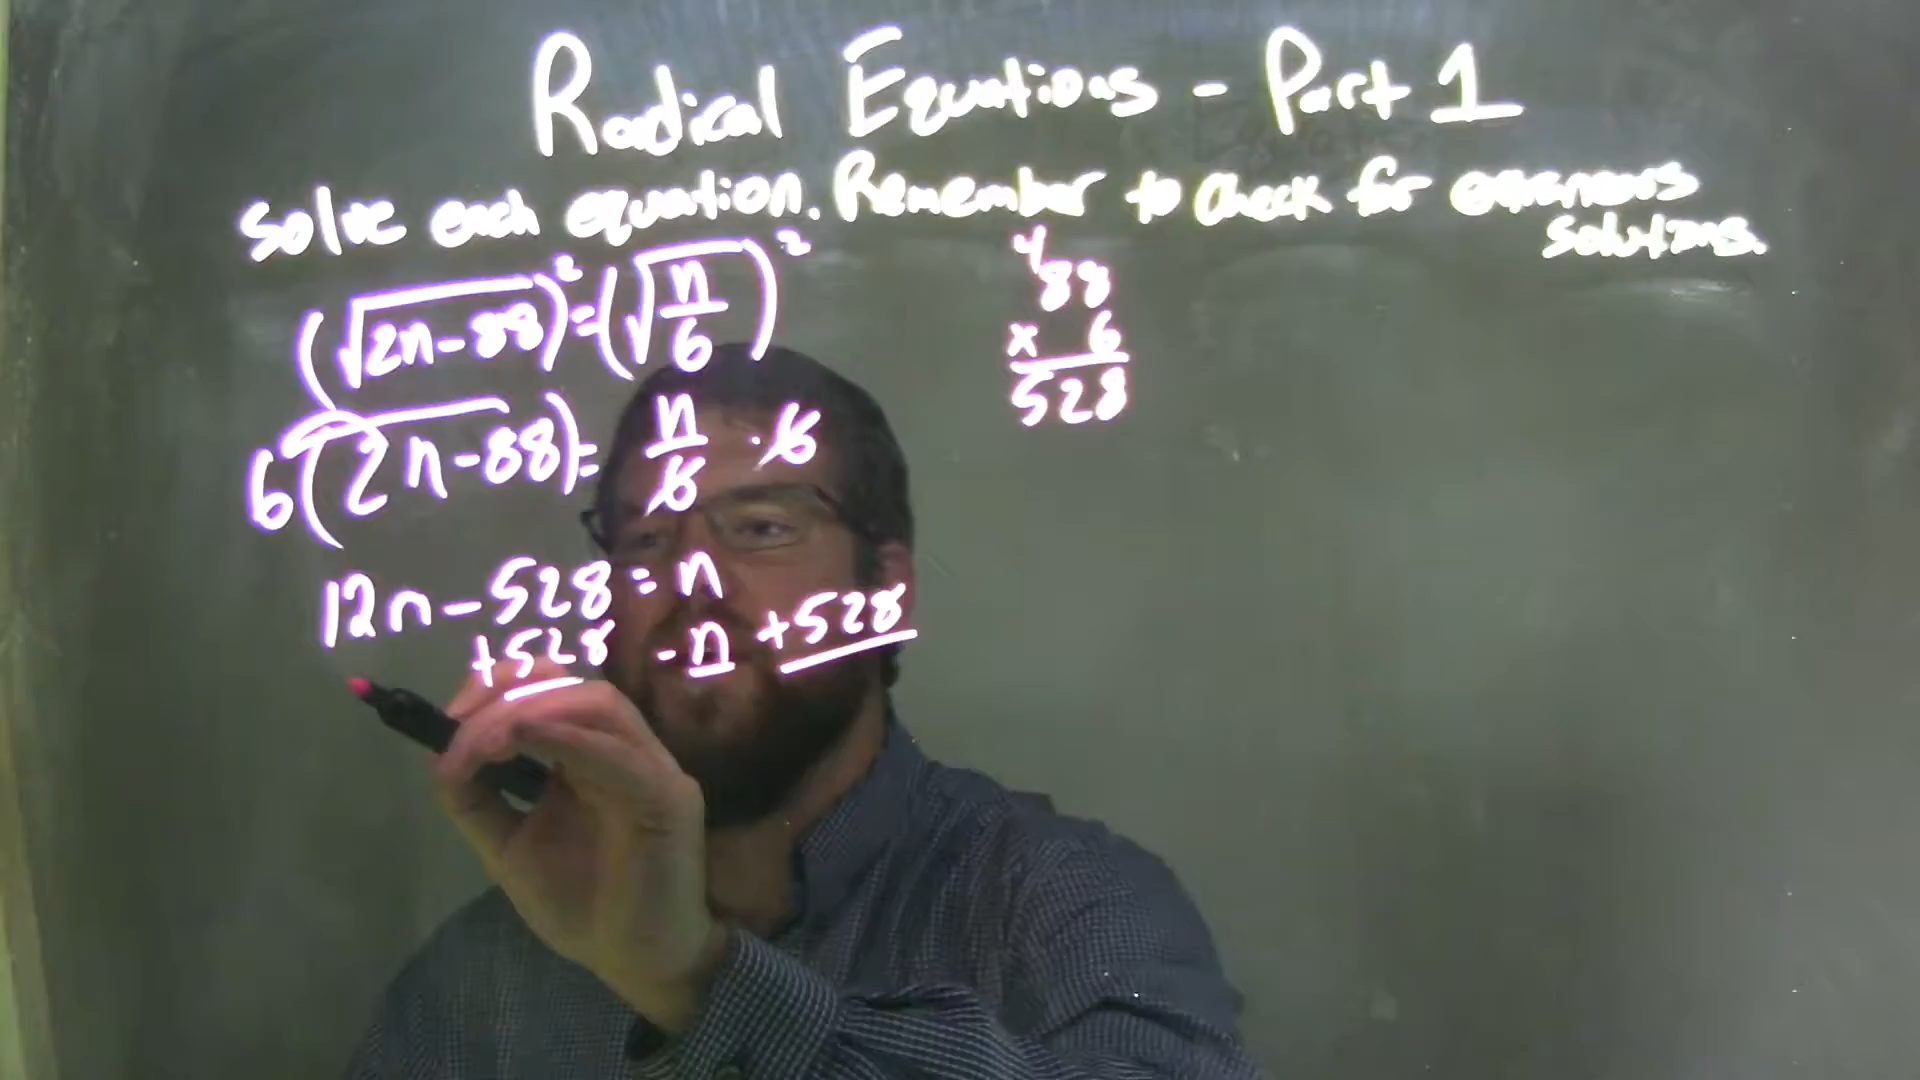 Radical Equations - Part 1
Solve each equation. Remember to check for extraneous
solutions.
(√2n-88)² = (√n/6)²
6(2n-88) = n/6 · 6
12n - 528 = n
+528 -n +528
4
88
x 6
528